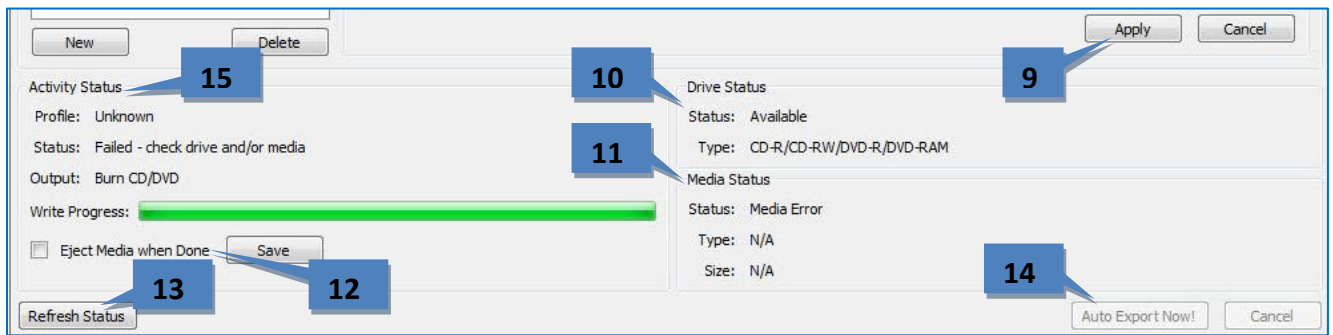 New
Delete
Apply
Cancel
9
15
10
Activity Status
Drive Status
Profile: Unknown
Status: Available
Status: Failed - check drive and/or media
Type: CD-R/CD-RW/DVD-R/DVD-RAM
11
Output: Burn CD/DVD
Media Status
Write Progress:
Status: Media Error
Type: N/A
Eject Media when Done
Save
Size: N/A
13
12
14
Refresh Status
Auto Export Now!
Cancel